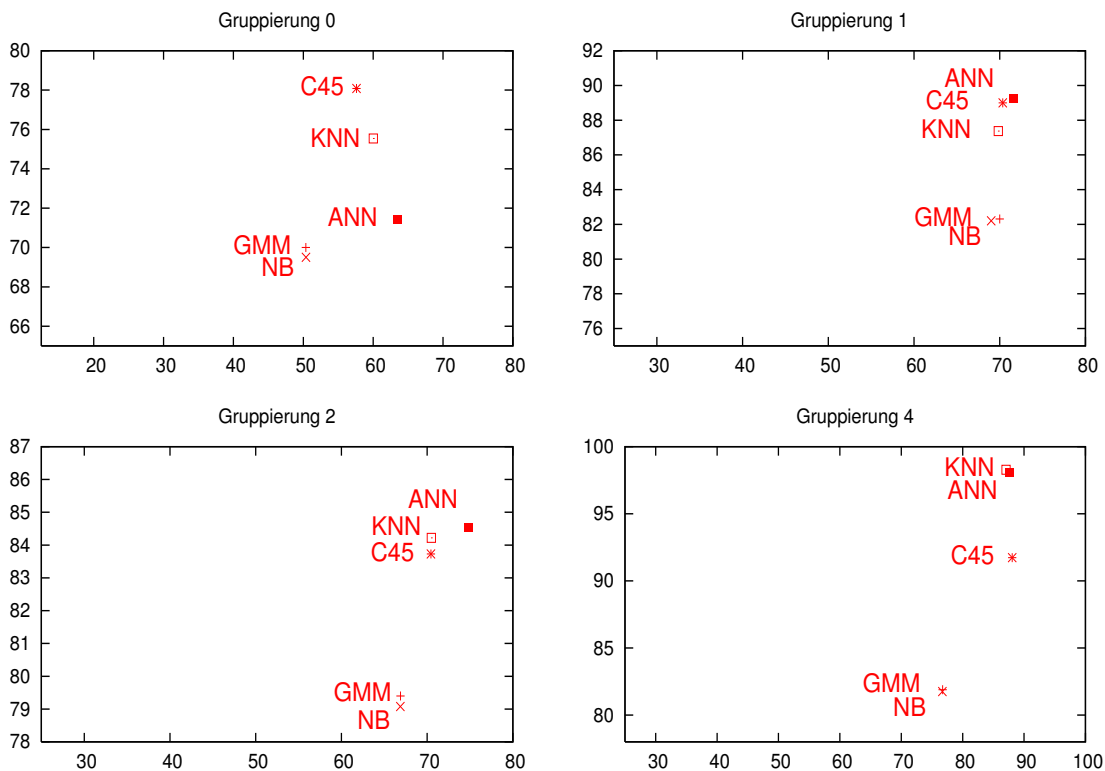 Gruppierung 0
80
78
76
74
72
70
68
66
C45
KNN
ANN
GMM
NB
20 30 40 50 60 70 80
Gruppierung 1
92
90
88
86
84
82
80
78
76
ANN
C45
KNN
GMM
NB
30 40 50 60 70 80
Gruppierung 2
87
86
85
84
83
82
81
80
79
78
ANN
KNN
C45
GMM
NB
30 40 50 60 70 80
Gruppierung 4
100
95
90
85
80
KNN
ANN
C45
GMM
NB
30 40 50 60 70 80 90 100